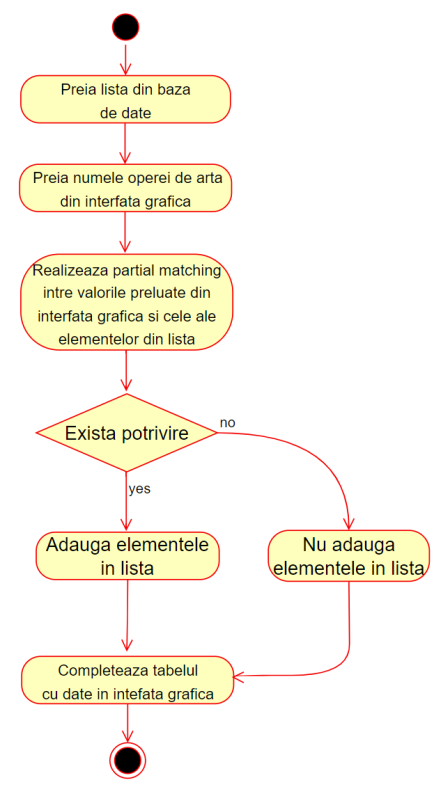 Preia lista din baza
de date
Preia numele operei de arta
din interfata grafica
Realizeaza partial matching
intre valorile preluate din
interfata grafica si cele ale
elementelor din lista
Exista potrivire
no
yes
Adauga elementele
in lista
Nu adauga
elementele in lista
Completeaza tabelul
cu date in intefata grafica